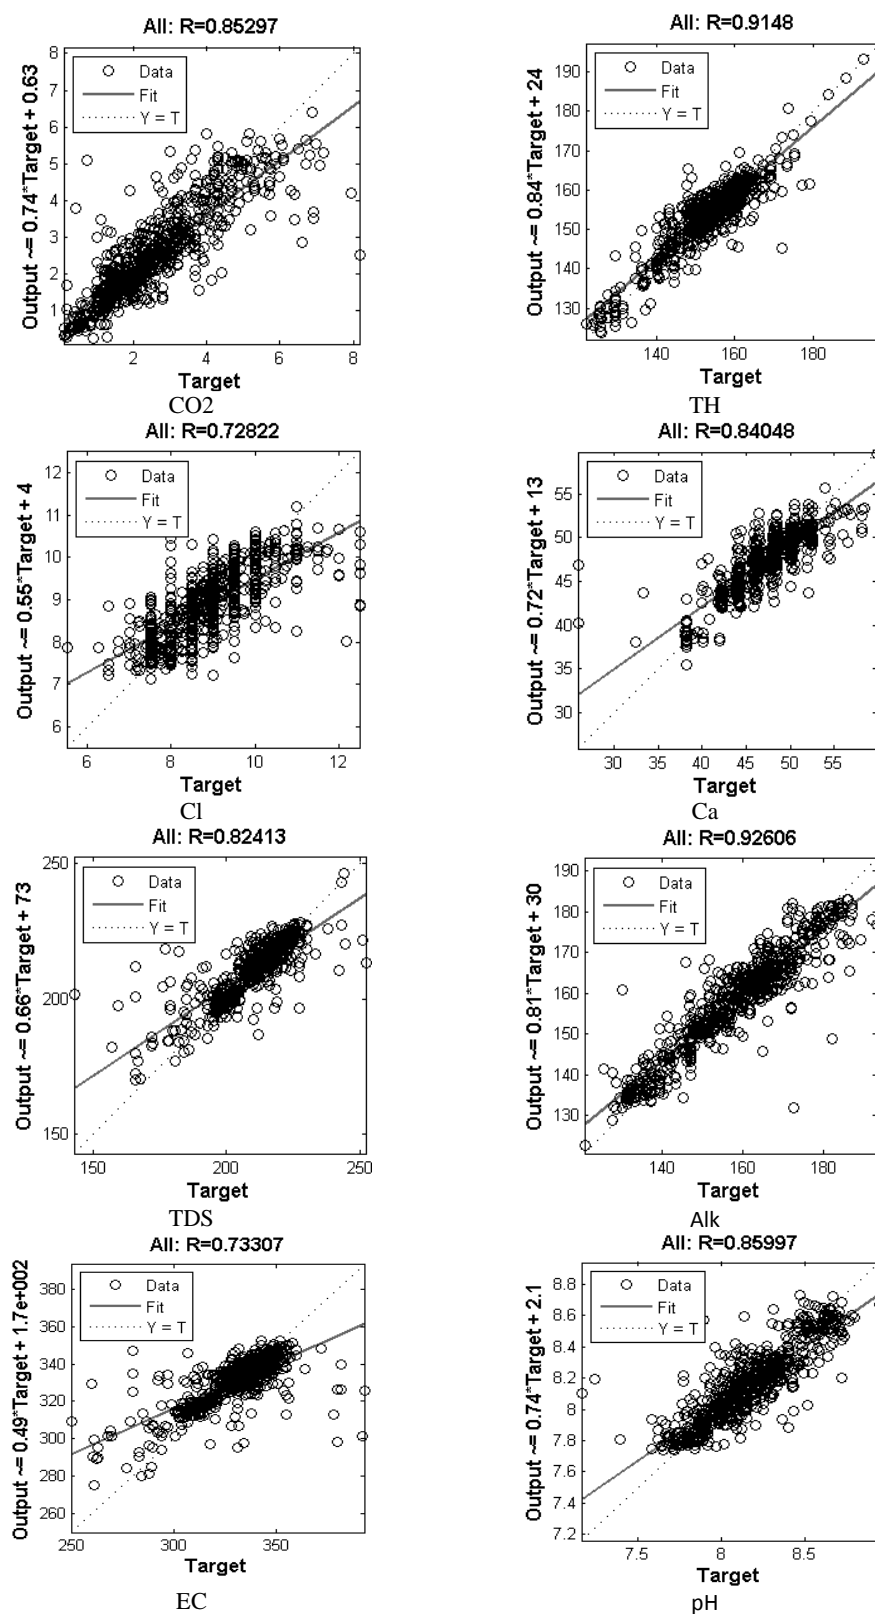 All: R=0.85297
Output ~= 0.74*Target + 0.63
8
7
6
5
4
3
2
1
Data
Fit
Y = T
2 4 6 8
Target
CO2
All: R=0.9148
Output ~= 0.84*Target + 24
190
180
170
160
150
140
130
Data
Fit
Y = T
140 160 180
Target
TH
All: R=0.72822
Output ~= 0.55*Target + 4
12
11
10
9
8
7
6
Data
Fit
Y = T
6 8 10 12
Target
Cl
All: R=0.84048
Output ~= 0.72*Target + 13
55
50
45
40
35
30
Data
Fit
Y = T
30 35 40 45 50 55
Target
Ca
All: R=0.82413
Output ~= 0.66*Target + 73
250
200
150
Data
Fit
Y = T
150 200 250
Target
TDS
All: R=0.92606
Output ~= 0.81*Target + 30
190
180
170
160
150
140
130
Data
Fit
Y = T
140 160 180
Target
Alk
All: R=0.73307
Output ~= 0.49*Target + 1.7e+002
380
360
340
320
300
280
260
Data
Fit
Y = T
250 300 350
Target
EC
All: R=0.85997
Output ~= 0.74*Target + 2.1
8.8
8.6
8.4
8.2
8
7.8
7.6
7.4
7.2
Data
Fit
Y = T
7.5 8 8.5
Target
pH